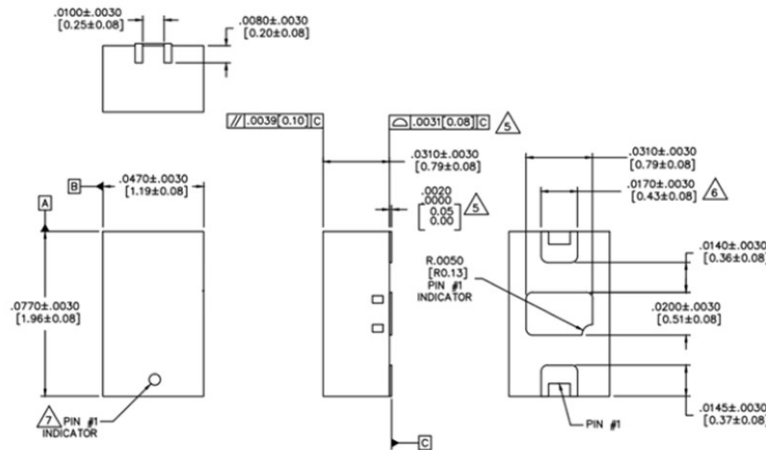 .0100±.0030
[0.25±0.08]
.0080±.0030
[0.20±0.08]
// .0039[0.10] C
⌓ .0031[0.08] C
5
.0310±.0030
[0.79±0.08]
.0310±.0030
[0.79±0.08]
B
.0470±.0030
[1.19±0.08]
.0020
.0000
[0.05
0.00]
5
.0170±.0030
[0.43±0.08]
6
A
.0140±.0030
[0.36±0.08]
R.0050
[R0.13]
PIN #1
INDICATOR
.0770±.0030
[1.96±0.08]
.0200±.0030
[0.51±0.08]
7
PIN #1
INDICATOR
C
PIN #1
.0145±.0030
[0.37±0.08]